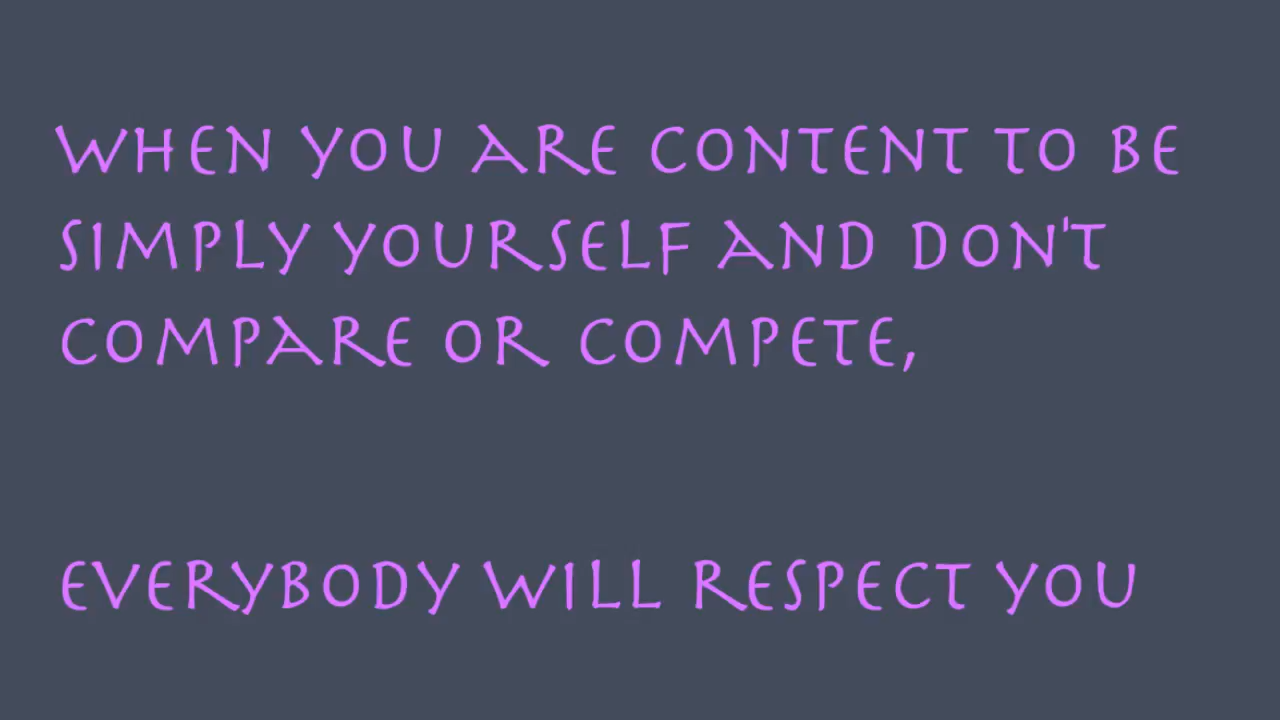 WHEN YOU ARE CONTENT TO BE
SIMPLY YOURSELF AND DON'T
COMPARE OR COMPETE,
EVERYBODY WILL RESPECT YOU